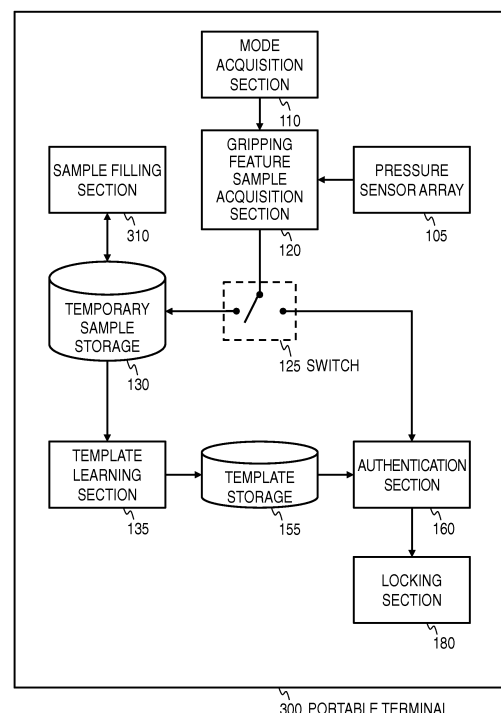 MODE
ACQUISITION
SECTION
110
GRIPPING
FEATURE
SAMPLE
ACQUISITION
SECTION
120
SAMPLE FILLING
SECTION
310
PRESSURE
SENSOR ARRAY
105
TEMPORARY
SAMPLE
STORAGE
130
125 SWITCH
TEMPLATE
LEARNING
SECTION
135
TEMPLATE
STORAGE
155
AUTHENTICATION
SECTION
160
LOCKING
SECTION
180
300 PORTABLE TERMINAL